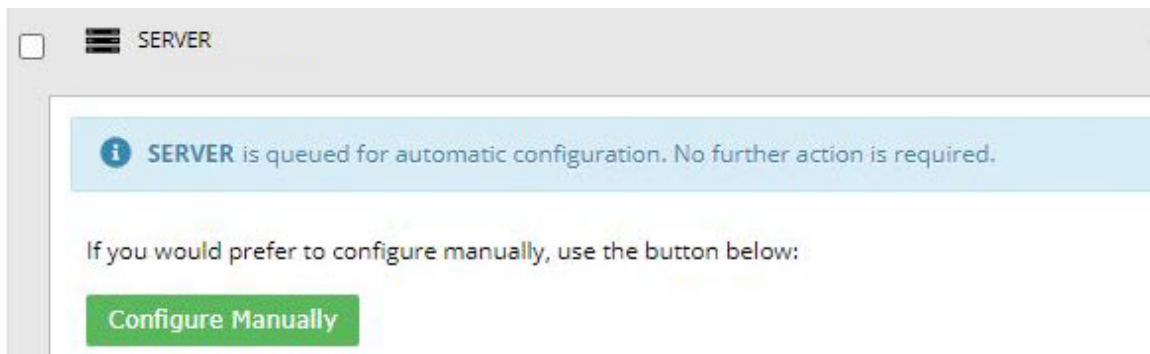 SERVER
SERVER is queued for automatic configuration. No further action is required.
If you would prefer to configure manually, use the button below:
Configure Manually